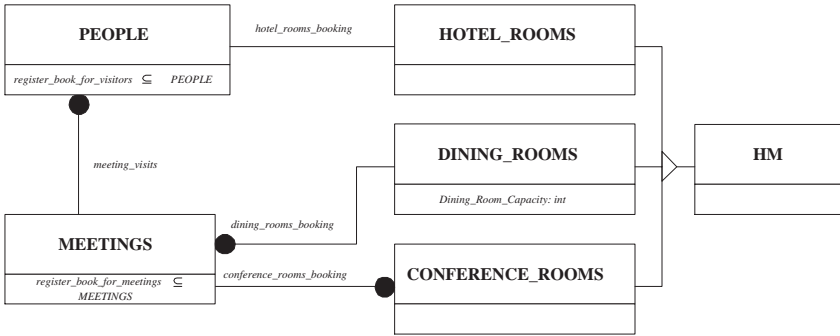 PEOPLE
hotel_rooms_booking
HOTEL_ROOMS
register_book_for_visitors ⊆ PEOPLE
meeting_visits
DINING_ROOMS
HM
Dining_Room_Capacity: int
dining_rooms_booking
MEETINGS
conference_rooms_booking
CONFERENCE_ROOMS
register_book_for_meetings ⊆
MEETINGS